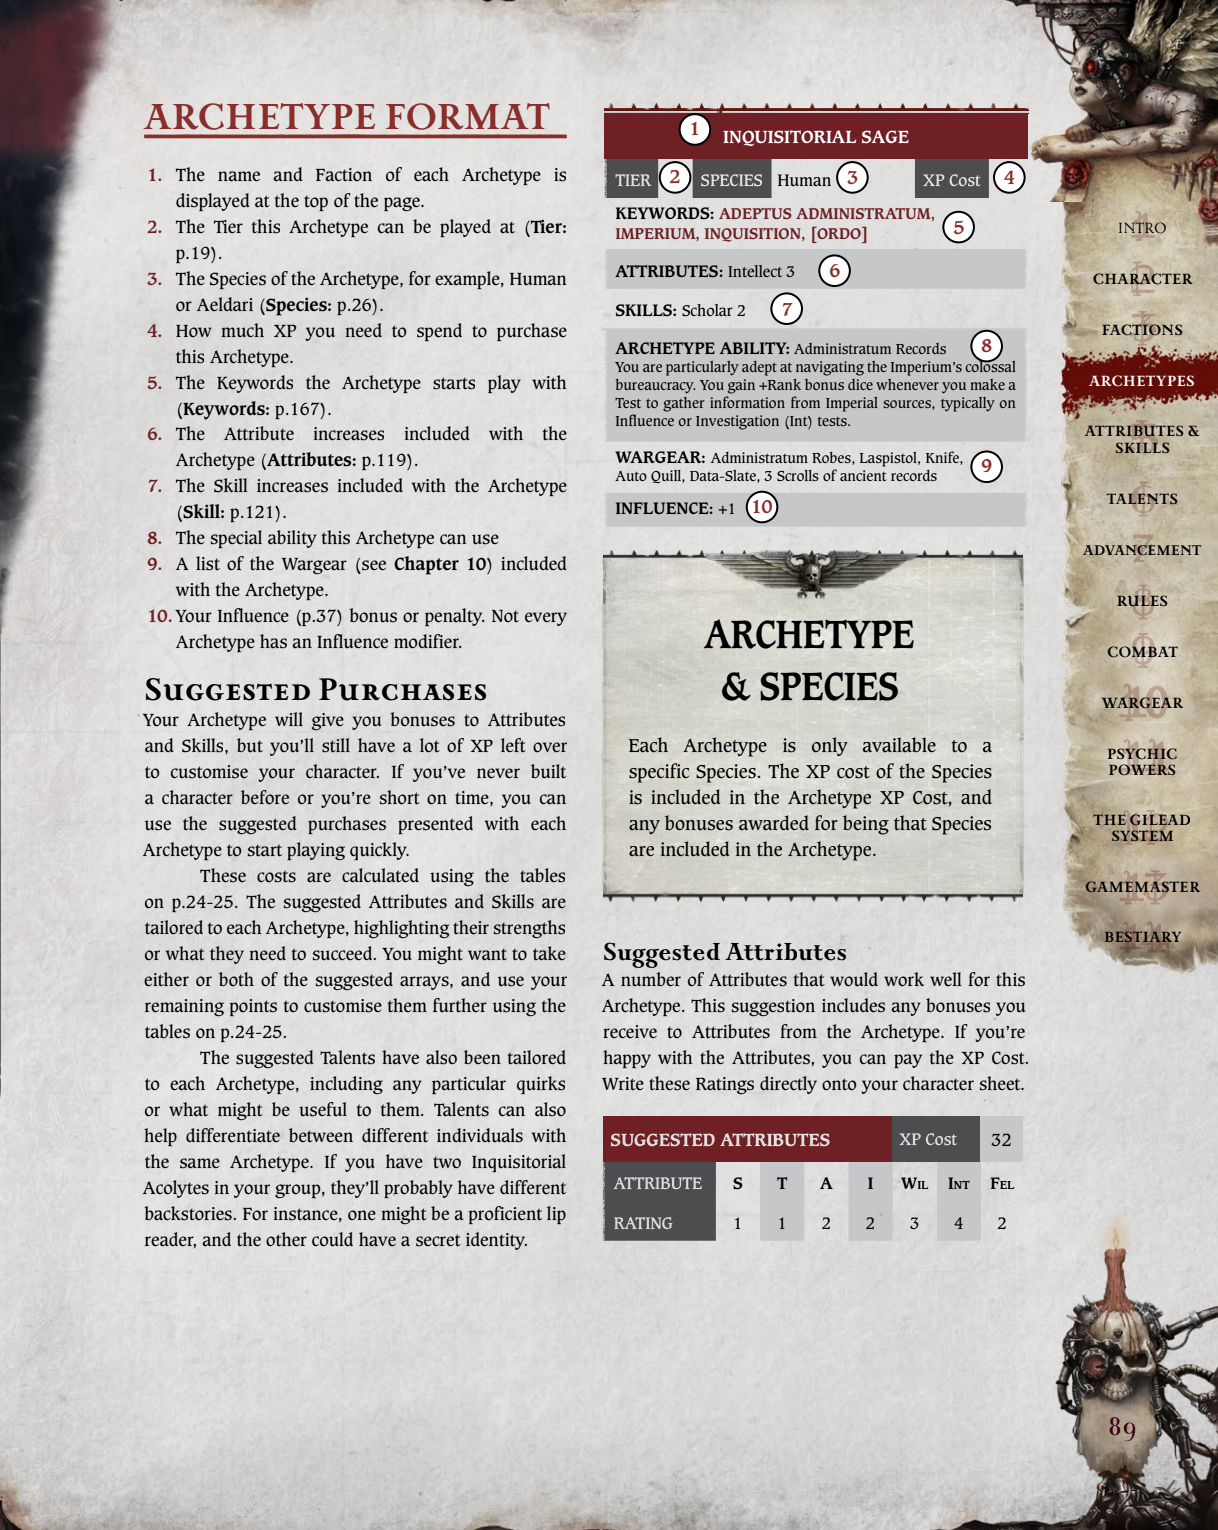 ARCHETYPE FORMAT
1. The name and Faction of each Archetype is
displayed at the top of the page.
2. The Tier this Archetype can be played at (Tier:
p.19).
3. The Species of the Archetype, for example, Human
or Aeldari (Species: p.26).
4. How much XP you need to spend to purchase
this Archetype.
5. The Keywords the Archetype starts play with
(Keywords: p.167).
6. The Attribute increases included with the
Archetype (Attributes: p.119).
7. The Skill increases included with the Archetype
(Skill: p.121).
8. The special ability this Archetype can use
9. A list of the Wargear (see Chapter 10) included
with the Archetype.
10. Your Influence (p.37) bonus or penalty. Not every
Archetype has an Influence modifier.
SUGGESTED PURCHASES
Your Archetype will give you bonuses to Attributes
and Skills, but you'll still have a lot of XP left over
to customise your character. If you've never built
a character before or you're short on time, you can
use the suggested purchases presented with each
Archetype to start playing quickly.
These costs are calculated using the tables
on p.24-25. The suggested Attributes and Skills are
tailored to each Archetype, highlighting their strengths
or what they need to succeed. You might want to take
either or both of the suggested arrays, and use your
remaining points to customise them further using the
tables on p.24-25.
The suggested Talents have also been tailored
to each Archetype, including any particular quirks
or what might be useful to them. Talents can also
help differentiate between different individuals with
the same Archetype. If you have two Inquisitorial
Acolytes in your group, they'll probably have different
backstories. For instance, one might be a proficient lip
reader, and the other could have a secret identity.
1 INQUISITORIAL SAGE
TIER 2 SPECIES Human 3 XP Cost 4
KEYWORDS: ADEPTUS ADMINISTRATUM,
IMPERIUM, INQUISITION, [ORDO] 5
ATTRIBUTES: Intellect 3 6
SKILLS: Scholar 2 7
ARCHETYPE ABILITY: Administratum Records 8
You are particularly adept at navigating the Imperium's colossal
bureaucracy. You gain +Rank bonus dice whenever you make a
Test to gather information from Imperial sources, typically on
Influence or Investigation (Int) tests.
WARGEAR: Administratum Robes, Laspistol, Knife,
Auto Quill, Data-Slate, 3 Scrolls of ancient records 9
INFLUENCE: +1 10
ARCHETYPE
& SPECIES
Each Archetype is only available to a
specific Species. The XP cost of the Species
is included in the Archetype XP Cost, and
any bonuses awarded for being that Species
are included in the Archetype.
Suggested Attributes
A number of Attributes that would work well for this
Archetype. This suggestion includes any bonuses you
receive to Attributes from the Archetype. If you're
happy with the Attributes, you can pay the XP Cost.
Write these Ratings directly onto your character sheet.
SUGGESTED ATTRIBUTES XP Cost 32
ATTRIBUTE S T A I WIL INT FEL
RATING 1 1 2 2 3 4 2
INTRO
CHARACTER
FACTIONS
ARCHETYPES
ATTRIBUTES &
SKILLS
TALENTS
ADVANCEMENT
RULES
COMBAT
WARGEAR
PSYCHIC
POWERS
THE GILEAD
SYSTEM
GAMEMASTER
BESTIARY
89